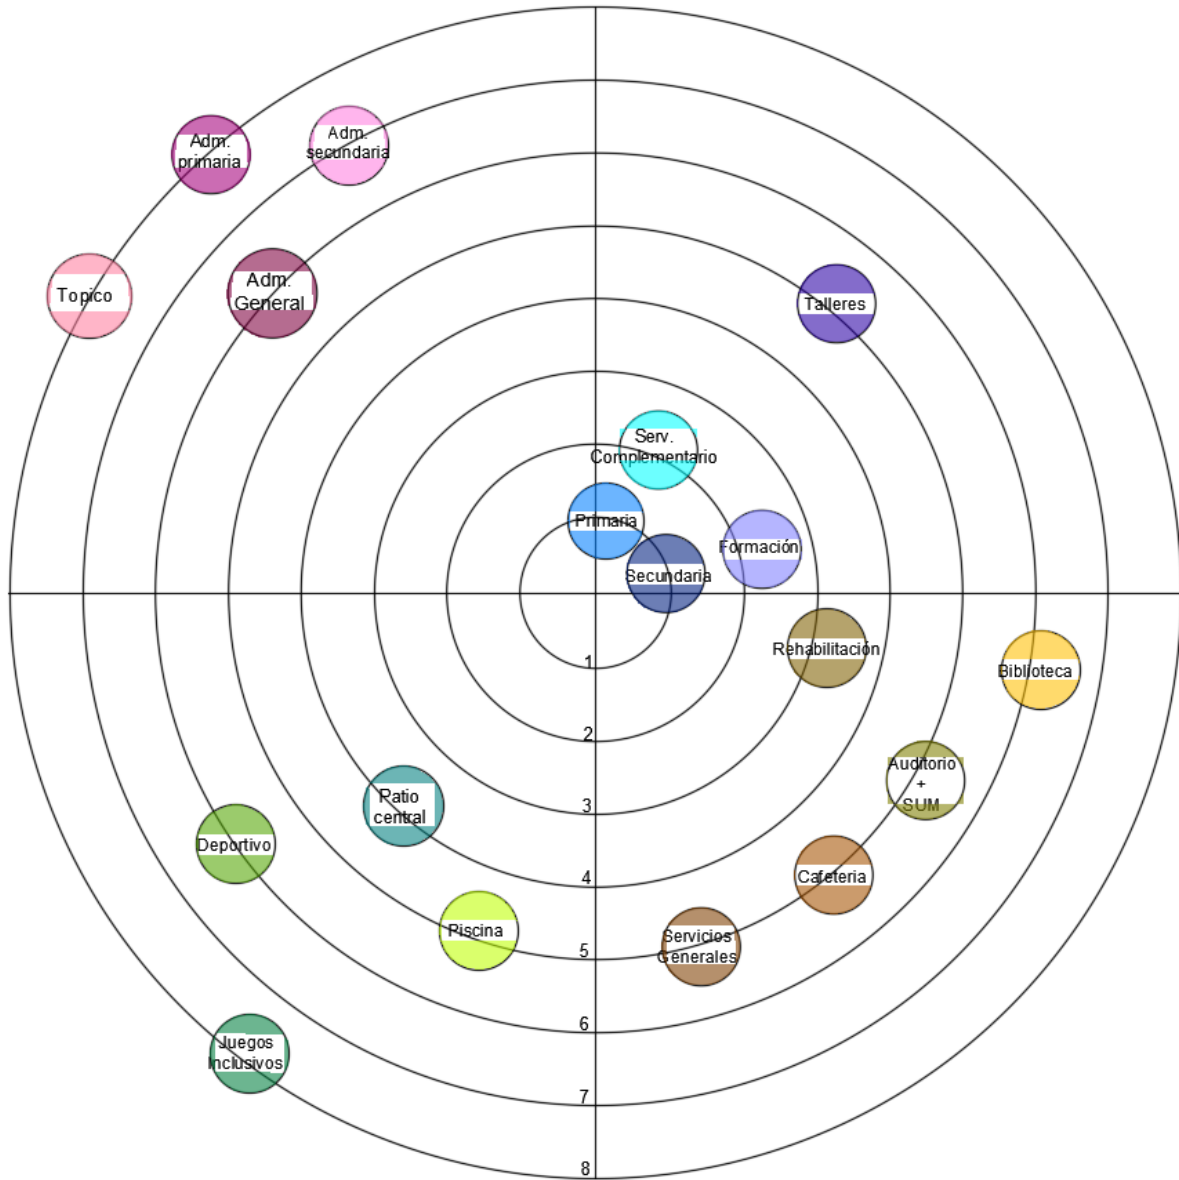 Adm.
primaria
Adm.
secundaria
Topico
Adm.
General
Talleres
Serv.
Complementario
Primaria
Formación
Secundaria
Rehabilitación
1
Biblioteca
2
Auditorio
+
SUM
Patio
central
3
Deportivo
Cafeteria
4
Piscina
Servicios
Generales
5
6
Juegos
Inclusivos
7
8